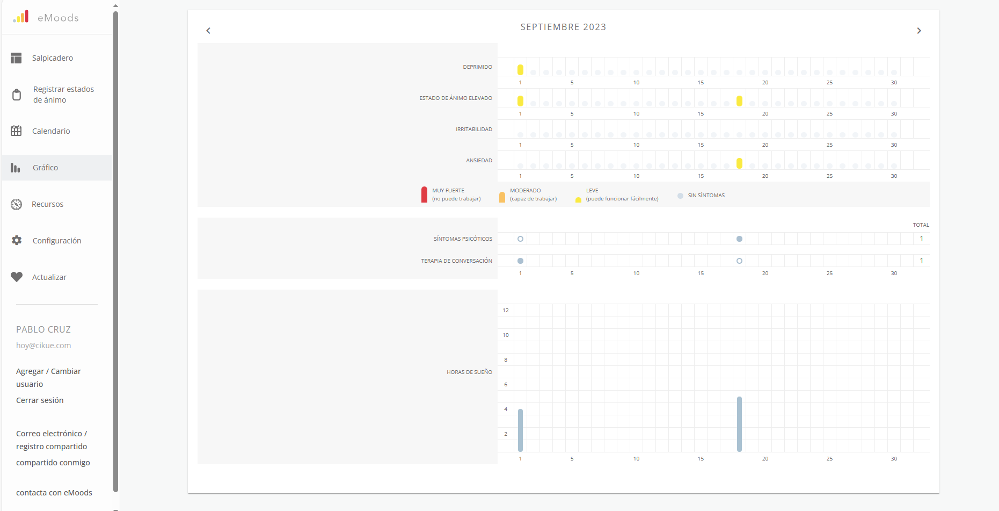 eMoods
Salpicadero
Registrar estados
de ánimo
Calendario
Gráfico
Recursos
Configuración
Actualizar
PABLO CRUZ
hoy@cikue.com
Agregar / Cambiar
usuario
Cerrar sesión
Correo electrónico /
registro compartido
compartido conmigo
contacta con eMoods
SEPTIEMBRE 2023
DEPRIMIDO
1 5 10 15 20 25 30
ESTADO DE ÁNIMO ELEVADO
1 5 10 15 20 25 30
IRRITABILIDAD
1 5 10 15 20 25 30
ANSIEDAD
1 5 10 15 20 25 30
MUY FUERTE
(no puede trabajar)
MODERADO
(capaz de trabajar)
LEVE
(puede funcionar fácilmente)
SIN SÍNTOMAS
TOTAL
SÍNTOMAS PSICÓTICOS 1
TERAPIA DE CONVERSACIÓN 1
1 5 10 15 20 25 30
12
10
8
HORAS DE SUEÑO
6
4
2
1 5 10 15 20 25 30